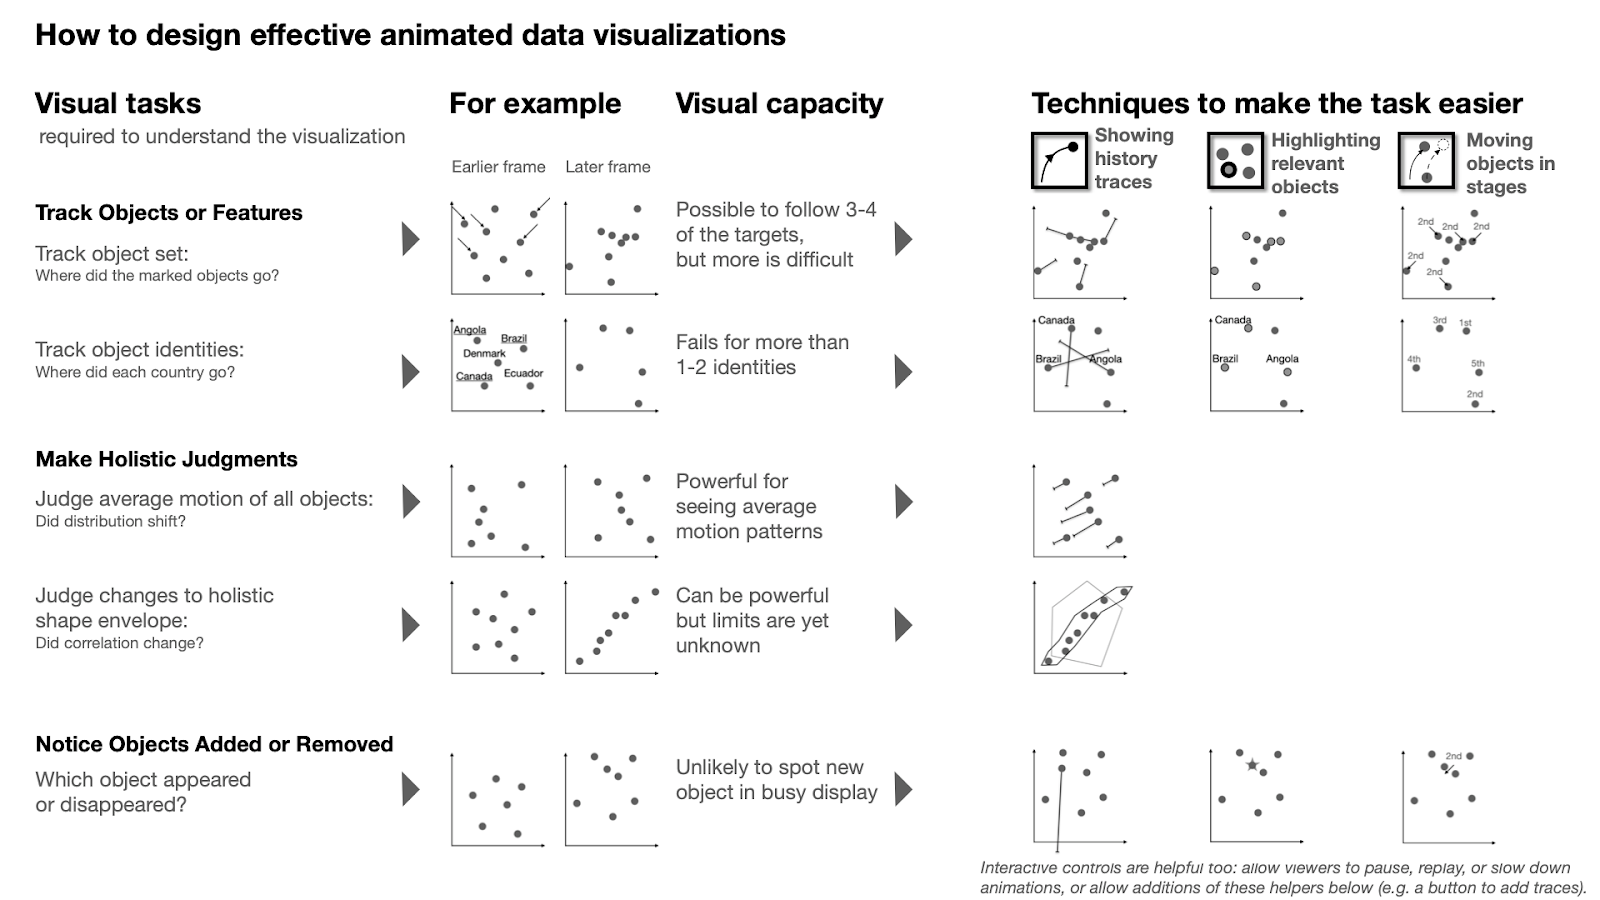 How to design effective animated data visualizations
Visual tasks
required to understand the visualization
For example
Visual capacity
Techniques to make the task easier
Showing
history
traces
Highlighting
relevant
objects
Moving
objects in
stages
Earlier frame
Later frame
Track Objects or Features
Track object set:
Where did the marked objects go?
Possible to follow 3-4
of the targets,
but more is difficult
2nd
2nd
2nd
2nd
2nd
Track object identities:
Where did each country go?
Angola
Brazil
Denmark
Canada
Ecuador
Fails for more than
1-2 identities
Canada
Brazil
Angola
Canada
Brazil
Angola
3rd
1st
4th
5th
2nd
Make Holistic Judgments
Judge average motion of all objects:
Did distribution shift?
Powerful for
seeing average
motion patterns
Judge changes to holistic
shape envelope:
Did correlation change?
Can be powerful
but limits are yet
unknown
Notice Objects Added or Removed
Which object appeared
or disappeared?
Unlikely to spot new
object in busy display
2nd
Interactive controls are helpful too: allow viewers to pause, replay, or slow down
animations, or allow additions of these helpers below (e.g. a button to add traces).